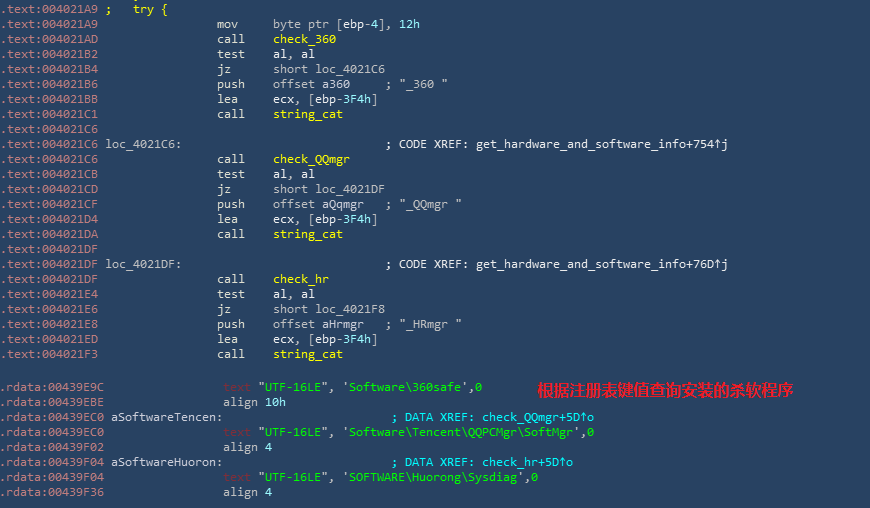 .text:004021A9 ;   try {
.text:004021A9                 mov     byte ptr [ebp-4], 12h
.text:004021AD                 call    check_360
.text:004021B2                 test    al, al
.text:004021B4                 jz      short loc_4021C6
.text:004021B6                 push    offset a360     ; "_360 "
.text:004021BB                 lea     ecx, [ebp-3F4h]
.text:004021C1                 call    string_cat
.text:004021C6
.text:004021C6 loc_4021C6:                             ; CODE XREF: get_hardware_and_software_info+754↑j
.text:004021C6                 call    check_QQmgr
.text:004021CB                 test    al, al
.text:004021CD                 jz      short loc_4021DF
.text:004021CF                 push    offset aQqmgr   ; "_QQmgr "
.text:004021D4                 lea     ecx, [ebp-3F4h]
.text:004021DA                 call    string_cat
.text:004021DF
.text:004021DF loc_4021DF:                             ; CODE XREF: get_hardware_and_software_info+76D↑j
.text:004021DF                 call    check_hr
.text:004021E4                 test    al, al
.text:004021E6                 jz      short loc_4021F8
.text:004021E8                 push    offset aHrmgr   ; "_HRmgr "
.text:004021ED                 lea     ecx, [ebp-3F4h]
.text:004021F3                 call    string_cat
.rdata:00439E9C                 text "UTF-16LE", 'Software\360safe',0
根据注册表键值查询安装的杀软程序
.rdata:00439EBE                 align 10h
.rdata:00439EC0 aSoftwareTencen:                        ; DATA XREF: check_QQmgr+5D↑o
.rdata:00439EC0                 text "UTF-16LE", 'Software\Tencent\QQPCMgr\SoftMgr',0
.rdata:00439F02                 align 4
.rdata:00439F04 aSoftwareHuoron:                        ; DATA XREF: check_hr+5D↑o
.rdata:00439F04                 text "UTF-16LE", 'SOFTWARE\Huorong\Sysdiag',0
.rdata:00439F36                 align 4